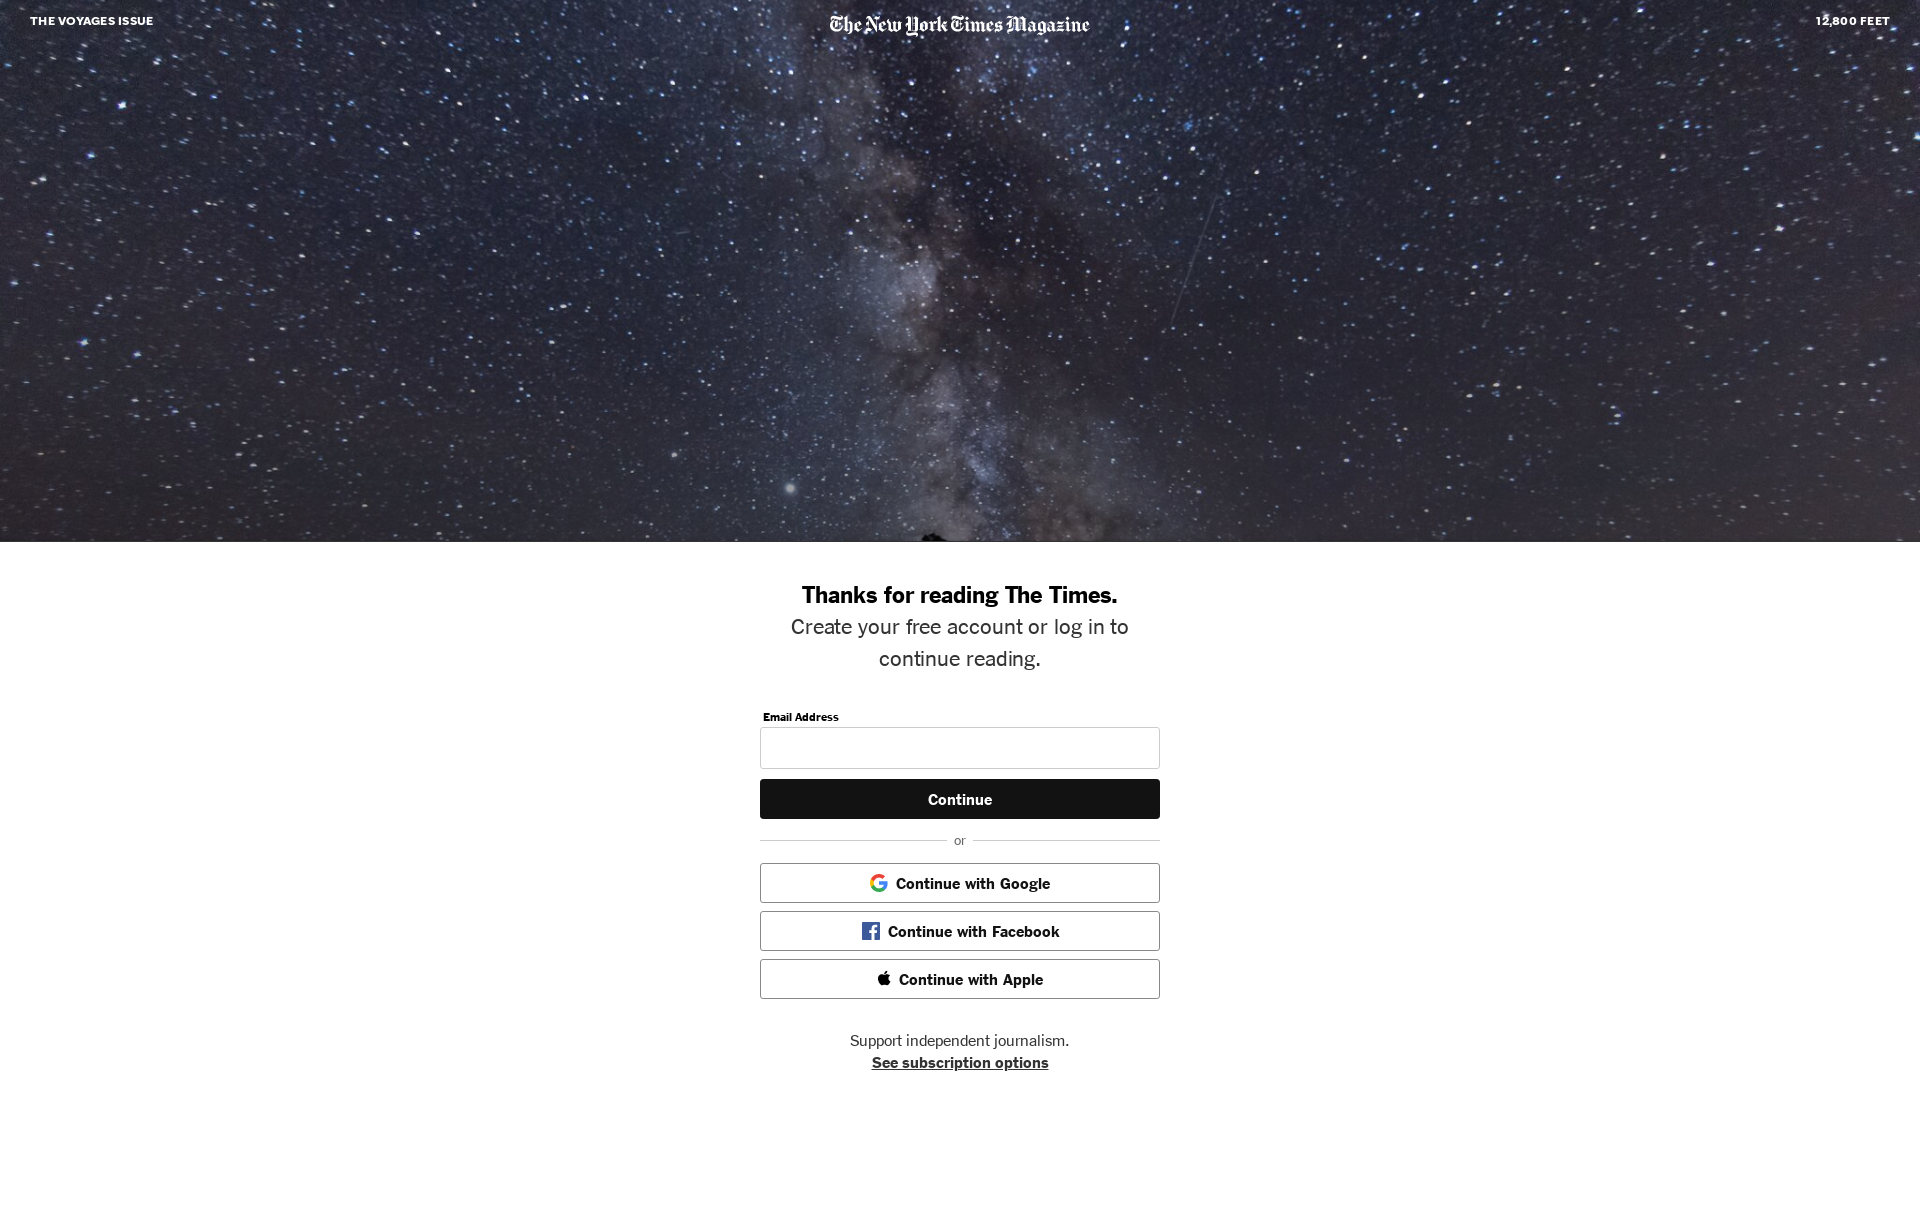 THE VOYAGES ISSUE
The New York Times Magazine
12,800 FEET
Thanks for reading The Times.
Create your free account or log in to
continue reading.
Email Address
Continue
or
Continue with Google
Continue with Facebook
Continue with Apple
Support independent journalism.
See subscription options